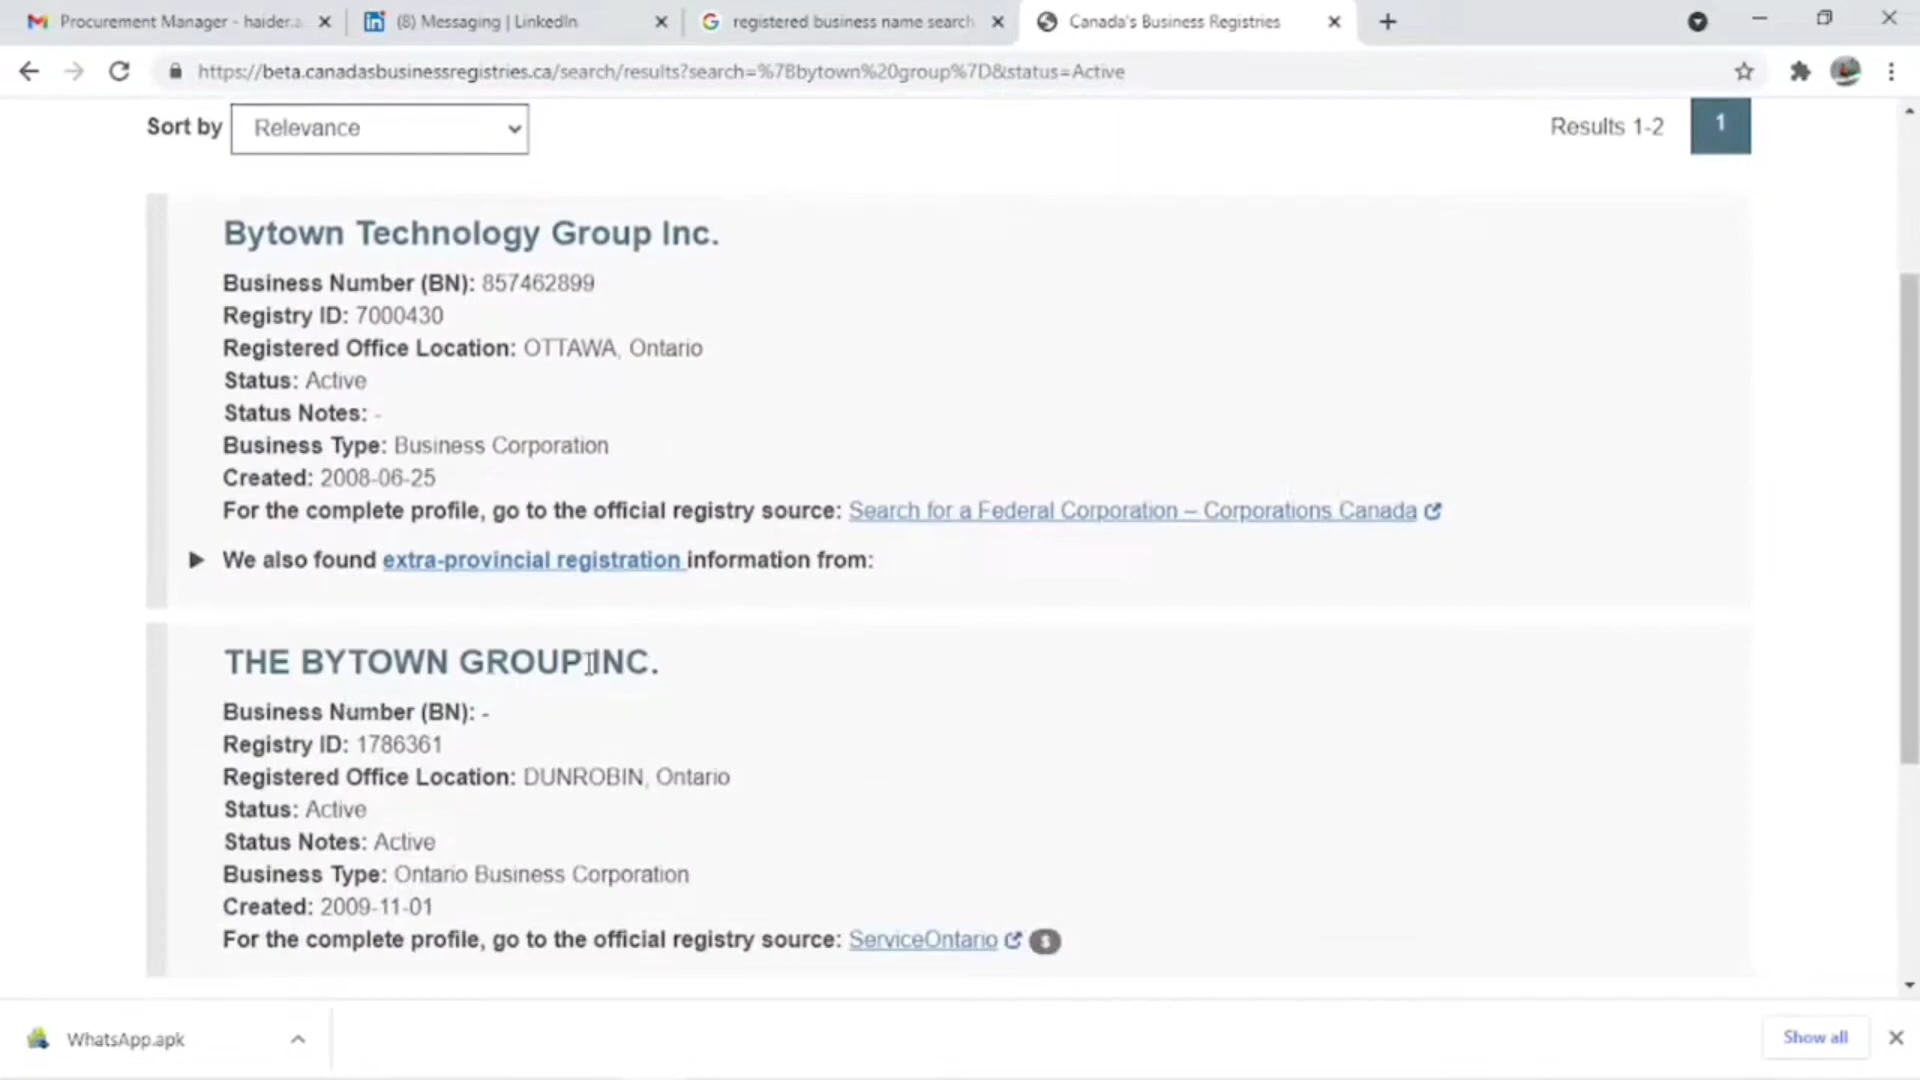 Procurement Manager - haider.a
(8) Messaging | LinkedIn
registered business name search
Canada's Business Registries
https://beta.canadasbusinessregistries.ca/search/results?search=%7Bbytown%20group%7D&status=Active
Sort by Relevance
Results 1-2 1
Bytown Technology Group Inc.
Business Number (BN): 857462899
Registry ID: 7000430
Registered Office Location: OTTAWA, Ontario
Status: Active
Status Notes: -
Business Type: Business Corporation
Created: 2008-06-25
For the complete profile, go to the official registry source: Search for a Federal Corporation – Corporations Canada
We also found extra-provincial registration information from:
THE BYTOWN GROUP INC.
Business Number (BN): -
Registry ID: 1786361
Registered Office Location: DUNROBIN, Ontario
Status: Active
Status Notes: Active
Business Type: Ontario Business Corporation
Created: 2009-11-01
For the complete profile, go to the official registry source: ServiceOntario $
WhatsApp.apk
Show all